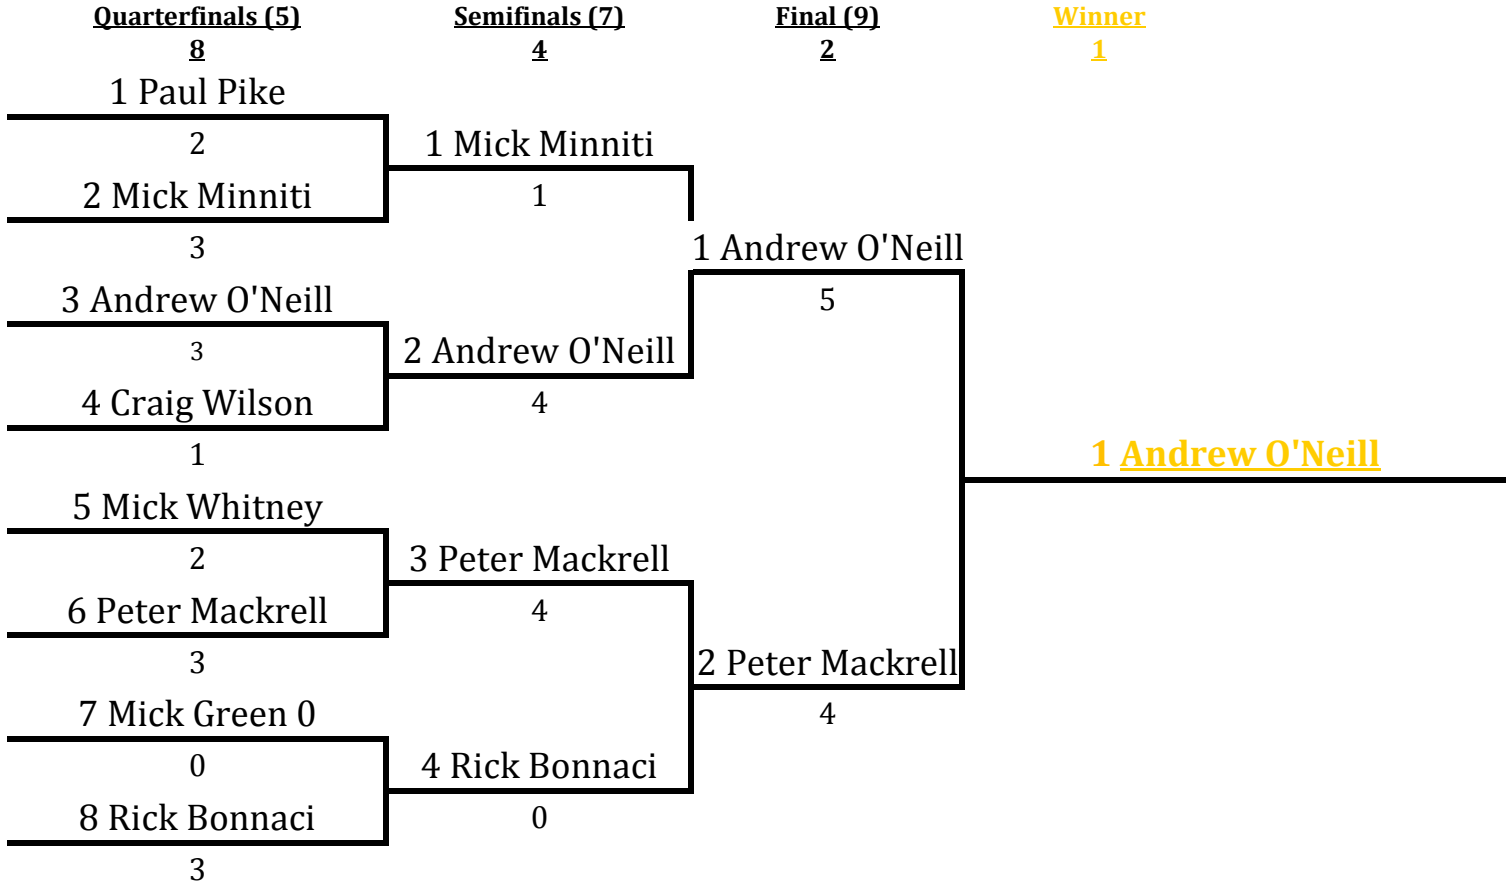 Quarterfinals (5)
8
1 Paul Pike
2
2 Mick Minniti
3
3 Andrew O'Neill
3
4 Craig Wilson
1
5 Mick Whitney
2
6 Peter Mackrell
3
7 Mick Green 0
0
8 Rick Bonnaci
3
Semifinals (7)
4
1 Mick Minniti
1
2 Andrew O'Neill
4
3 Peter Mackrell
4
4 Rick Bonnaci
0
Final (9)
2
1 Andrew O'Neill
5
2 Peter Mackrell
4
Winner
1
1 Andrew O'Neill